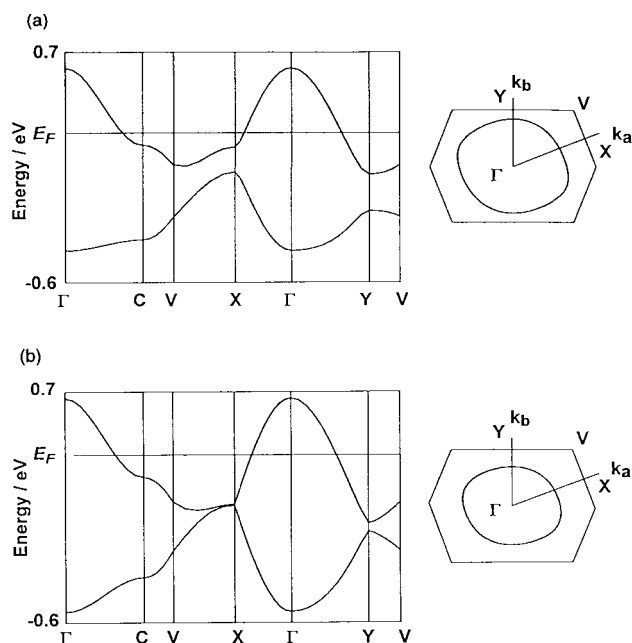 (a)
0.7
E_F
Energy / eV
-0.6
Γ C V X Γ Y V
k_b
Y
V
k_a
X
Γ
(b)
0.7
E_F
Energy / eV
-0.6
Γ C V X Γ Y V
k_b
Y
V
k_a
X
Γ